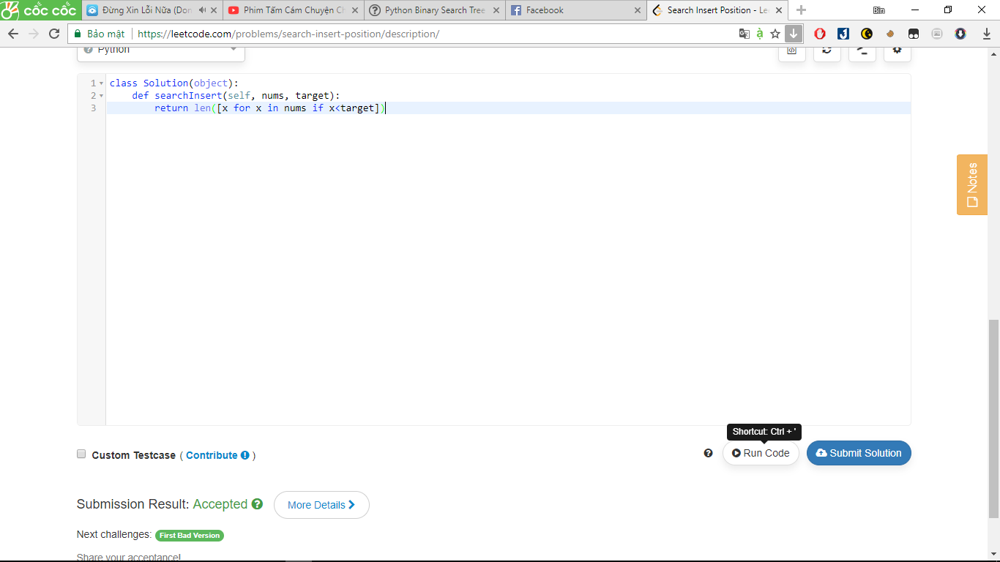 cốc cốc
Đừng Xin Lỗi Nữa (Don
Phim Tấm Cám Chuyện Ch
Python Binary Search Tree
Facebook
Search Insert Position - Le
Bin
Bảo mật
https://leetcode.com/problems/search-insert-position/description/
Python
1 class Solution(object):
2 def searchInsert(self, nums, target):
3 return len([x for x in nums if x<target])
Notes
Shortcut: Ctrl + '
Custom Testcase ( Contribute )
Run Code
Submit Solution
Submission Result: Accepted
More Details
Next challenges: First Bad Version
Share your acceptance!